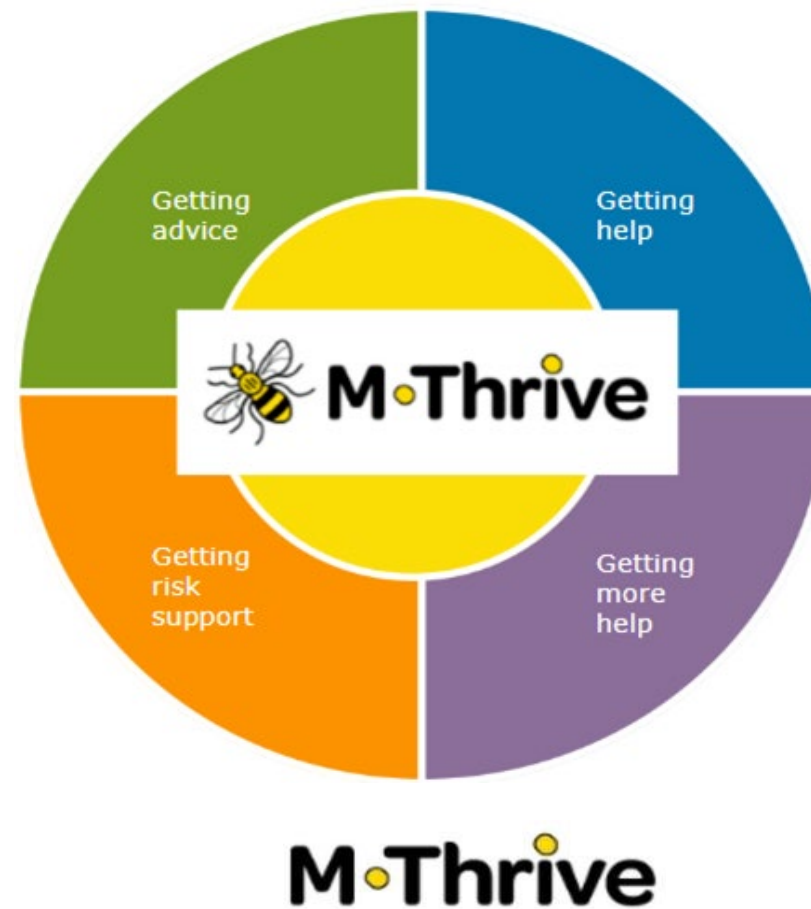 Getting
advice
Getting
help
M•Thrive
Getting
risk
support
Getting
more
help
M•Thrive